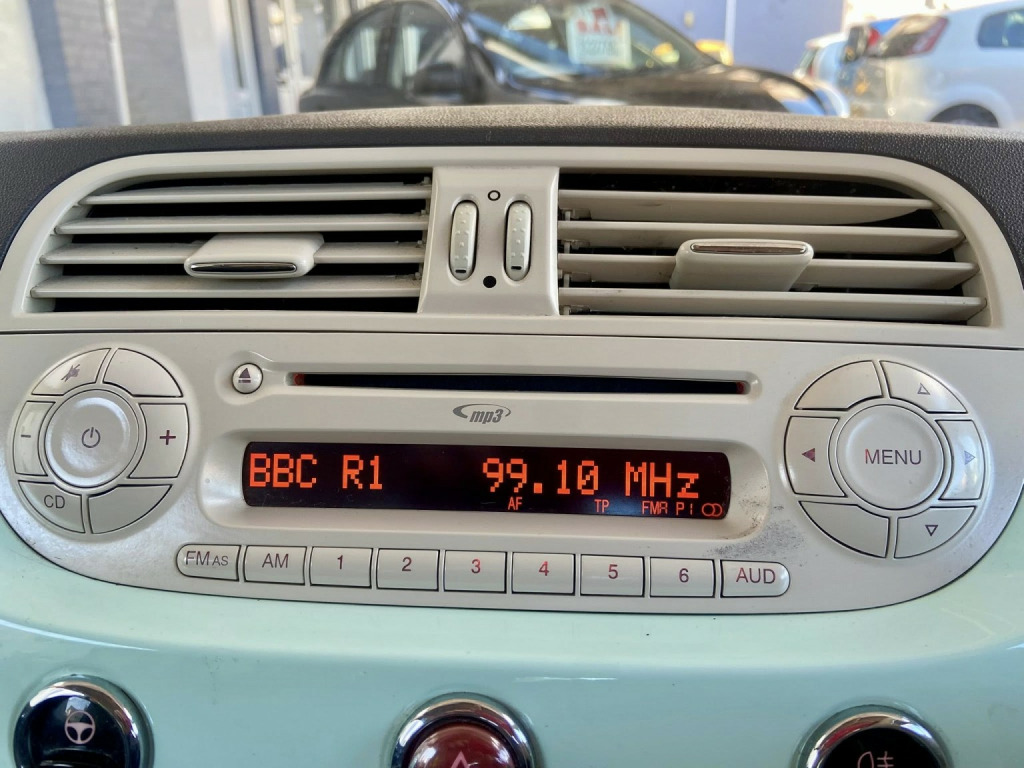 mp3
BBC R1 99.10 MHz
AF TP FMR P1
CD
MENU
FM AS AM 1 2 3 4 5 6 AUD